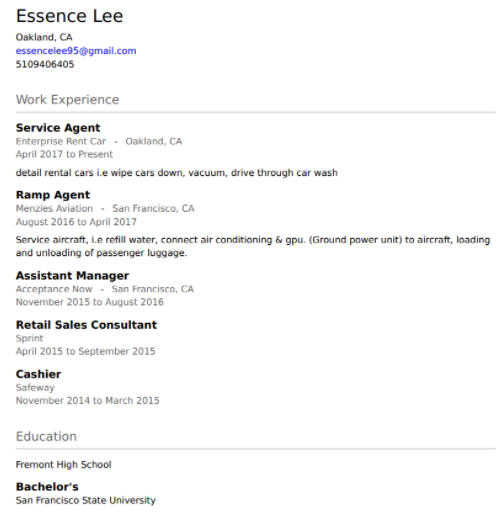 Essence Lee
Oakland, CA
essencelee95@gmail.com
5109406405
Work Experience
Service Agent
Enterprise Rent Car - Oakland, CA
April 2017 to Present
detail rental cars i.e wipe cars down, vacuum, drive through car wash
Ramp Agent
Menzies Aviation - San Francisco, CA
August 2016 to April 2017
Service aircraft, i.e refill water, connect air conditioning & gpu. (Ground power unit) to aircraft, loading
and unloading of passenger luggage.
Assistant Manager
Acceptance Now - San Francisco, CA
November 2015 to August 2016
Retail Sales Consultant
Sprint
April 2015 to September 2015
Cashier
Safeway
November 2014 to March 2015
Education
Fremont High School
Bachelor's
San Francisco State University